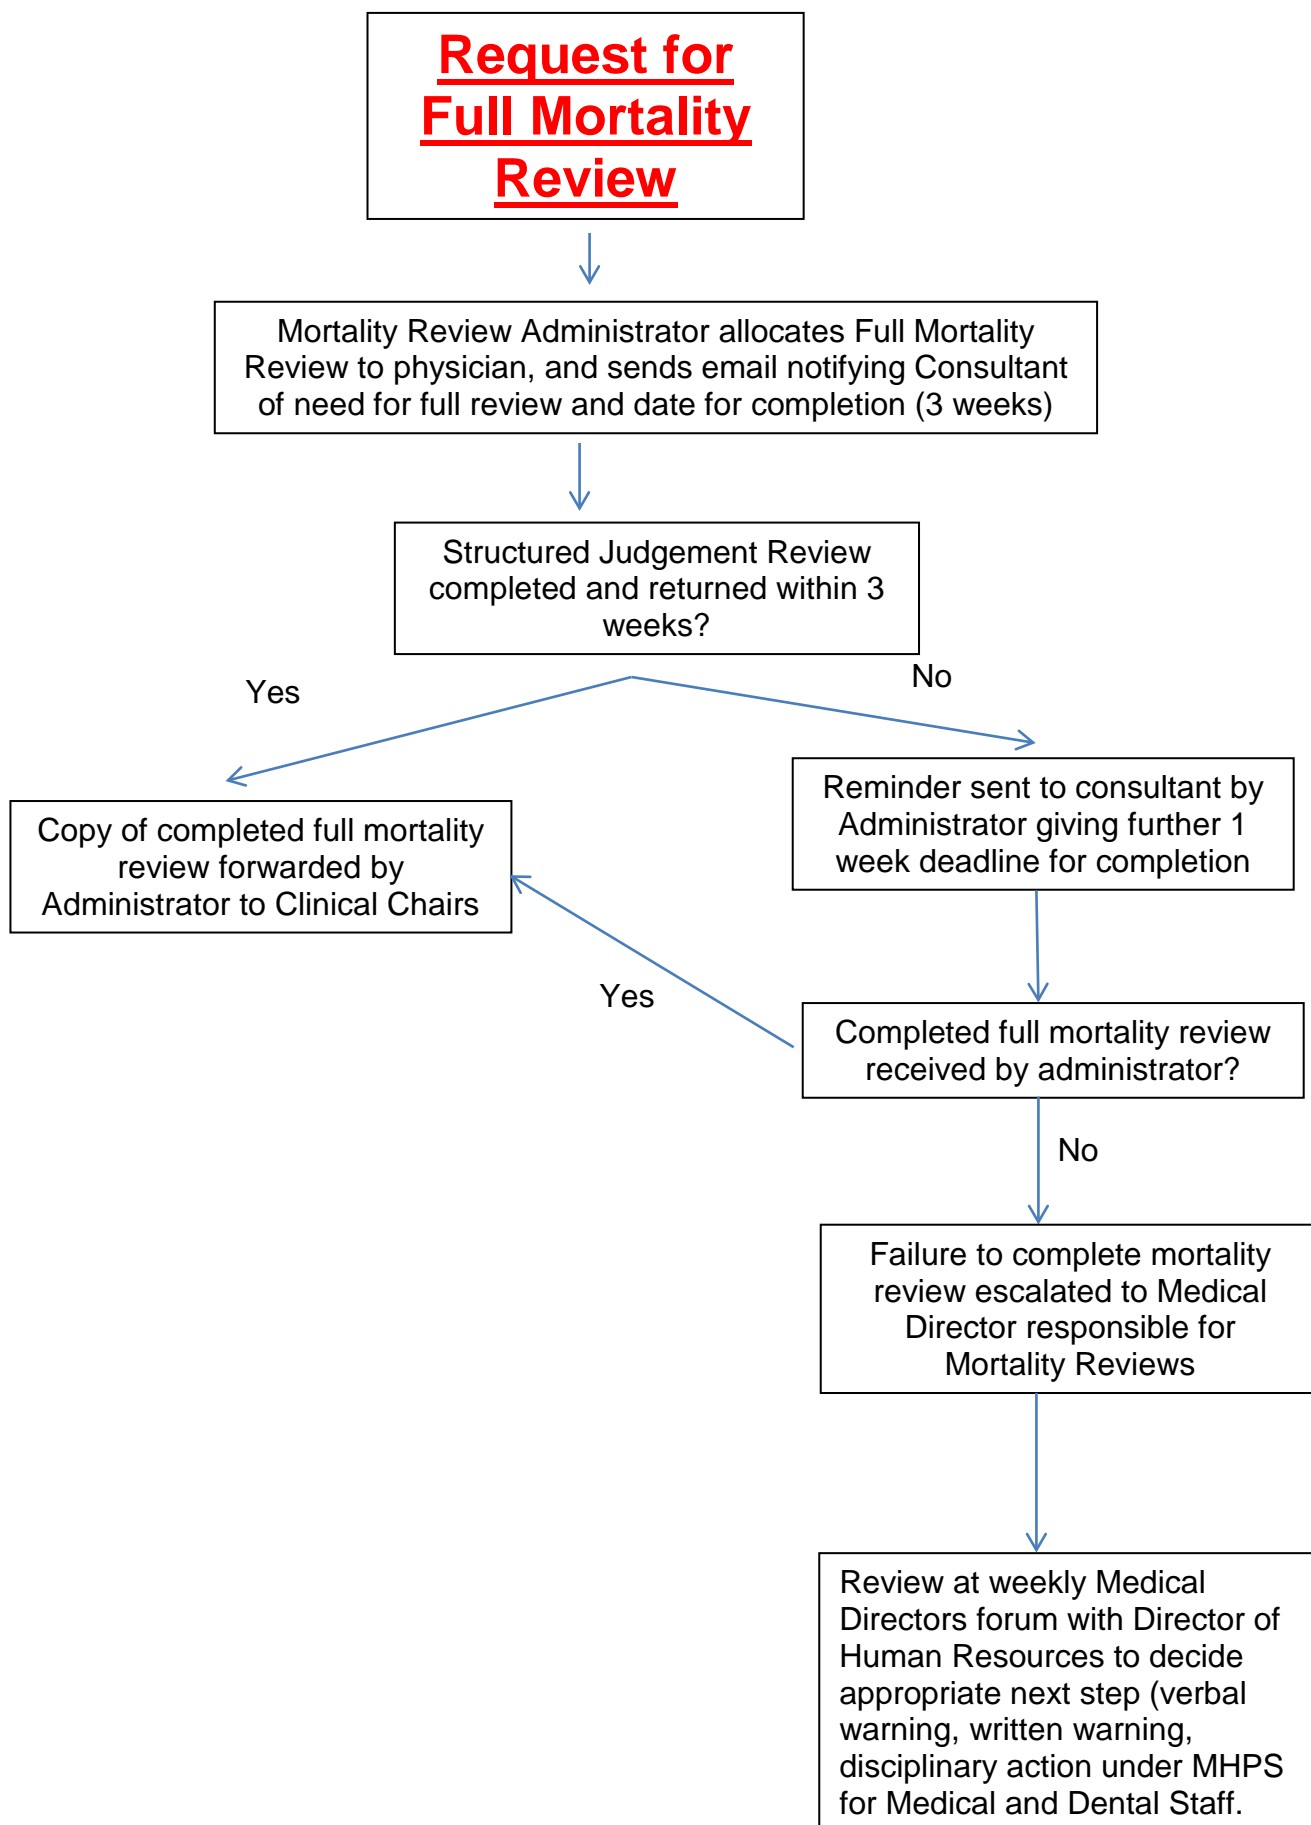 Request for
Full Mortality
Review
Mortality Review Administrator allocates Full Mortality
Review to physician, and sends email notifying Consultant
of need for full review and date for completion (3 weeks)
Structured Judgement Review
completed and returned within 3
weeks?
Yes
No
Copy of completed full mortality
review forwarded by
Administrator to Clinical Chairs
Reminder sent to consultant by
Administrator giving further 1
week deadline for completion
Yes
Completed full mortality review
received by administrator?
No
Failure to complete mortality
review escalated to Medical
Director responsible for
Mortality Reviews
Review at weekly Medical
Directors forum with Director of
Human Resources to decide
appropriate next step (verbal
warning, written warning,
disciplinary action under MHPS
for Medical and Dental Staff.